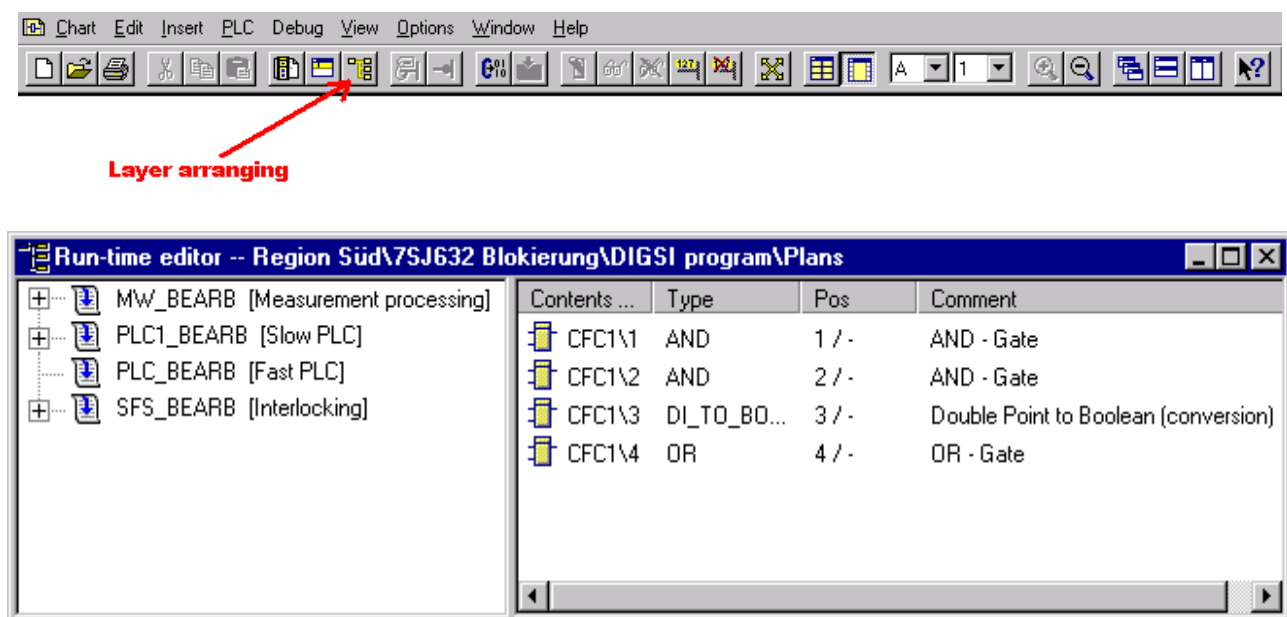 Chart Edit Insert PLC Debug View Options Window Help
A 1
Layer arranging
Run-time editor -- Region Süd\7SJ632 Blokierung\DIGSI program\Plans
MW_BEARB [Measurement processing]
PLC1_BEARB [Slow PLC]
PLC_BEARB [Fast PLC]
SFS_BEARB [Interlocking]
Contents ... Type Pos Comment
CFC1\1 AND 1 / - AND - Gate
CFC1\2 AND 2 / - AND - Gate
CFC1\3 DI_TO_BO... 3 / - Double Point to Boolean (conversion)
CFC1\4 OR 4 / - OR - Gate